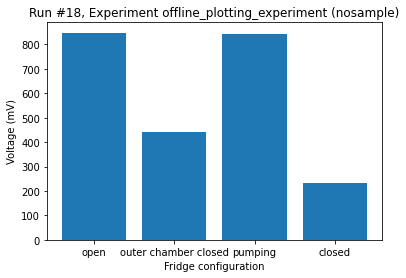 Run #18, Experiment offline_plotting_experiment (nosample)
Voltage (mV)
800
700
600
500
400
300
200
100
0
open outer chamber closed pumping closed
Fridge configuration